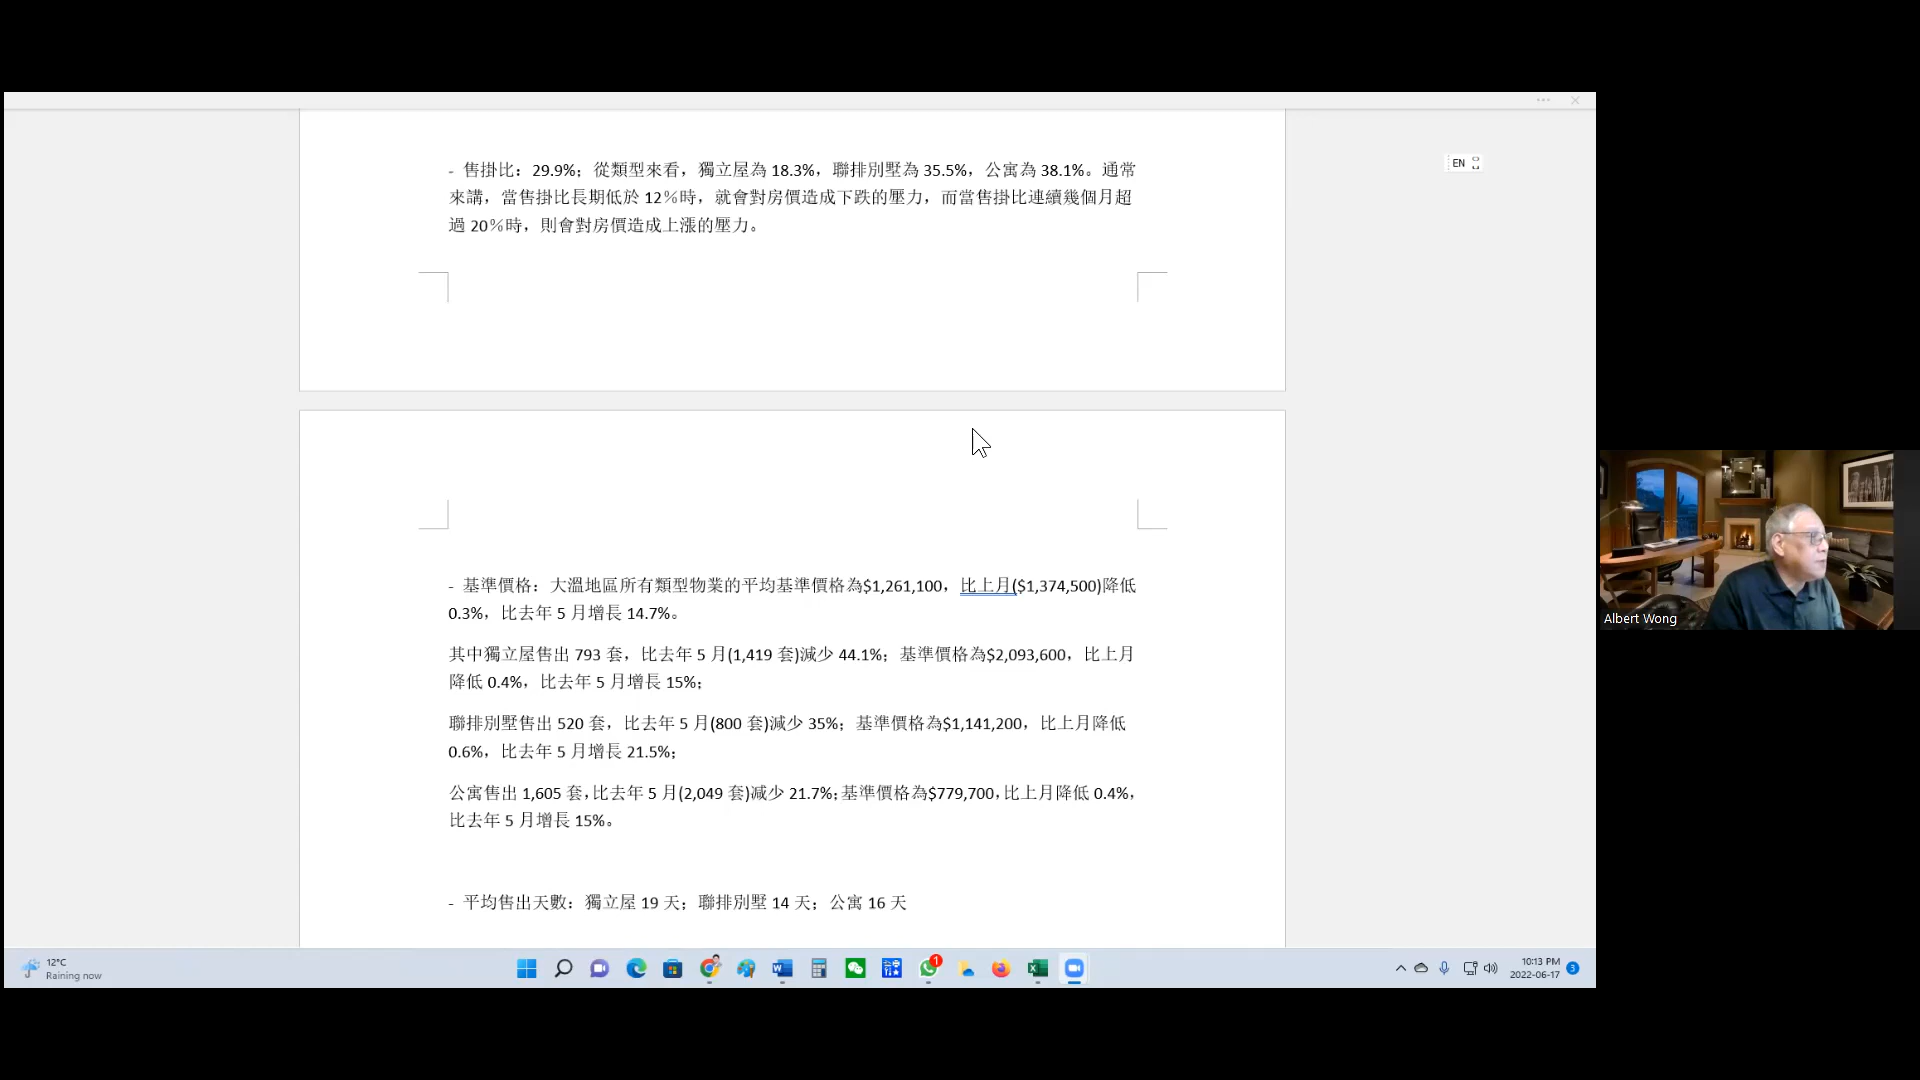 EN
- 售掛比：29.9%；從類型來看，獨立屋為 18.3%，聯排別墅為 35.5%，公寓為 38.1%。通常
來講，當售掛比長期低於 12％時，就會對房價造成下跌的壓力，而當售掛比連續幾個月超
過 20％時，則會對房價造成上漲的壓力。
- 基準價格：大溫地區所有類型物業的平均基準價格為$1,261,100，比上月($1,374,500)降低
0.3%，比去年 5 月增長 14.7%。
其中獨立屋售出 793 套，比去年 5 月(1,419 套)減少 44.1%；基準價格為$2,093,600，比上月
降低 0.4%，比去年 5 月增長 15%；
聯排別墅售出 520 套，比去年 5 月(800 套)減少 35%；基準價格為$1,141,200，比上月降低
0.6%，比去年 5 月增長 21.5%；
公寓售出 1,605 套，比去年 5 月(2,049 套)減少 21.7%；基準價格為$779,700，比上月降低 0.4%，
比去年 5 月增長 15%。
- 平均售出天數：獨立屋 19 天；聯排別墅 14 天；公寓 16 天
Albert Wong
12°C
Raining now
1
10:13 PM
2022-06-17
3